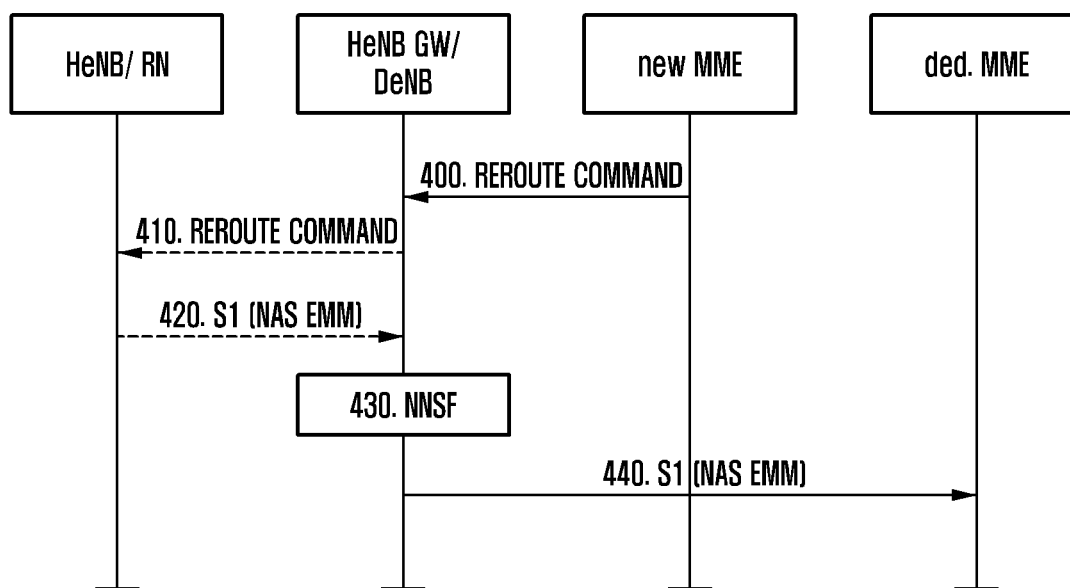 HeNB/ RN
HeNB GW/
DeNB
new MME
ded. MME
400. REROUTE COMMAND
410. REROUTE COMMAND
420. S1 (NAS EMM)
430. NNSF
440. S1 (NAS EMM)